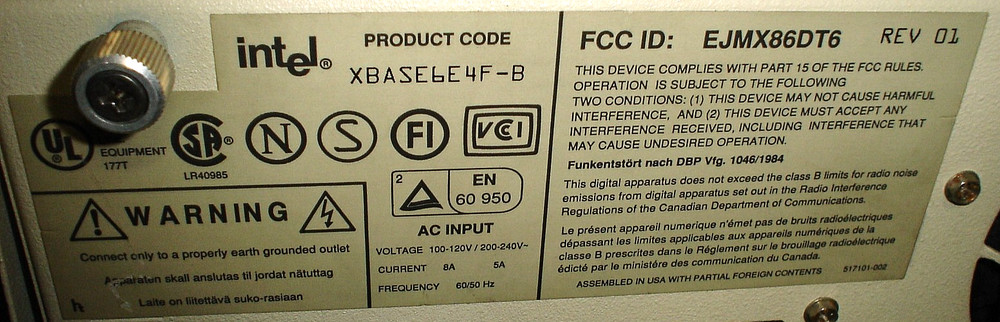 intel®
PRODUCT CODE
XBASE6E4F-B
UL
EQUIPMENT
177T
SA ®
LR40985
N
S
FI
VCI
2
EN
60 950
WARNING
Connect only to a properly earth grounded outlet
Apparaten skall anslutas til jordat nätuttag
Laite on liitettävä suko-rasiaan
AC INPUT
VOLTAGE 100-120V / 200-240V~
CURRENT 8A 5A
FREQUENCY 60/50 Hz
FCC ID: EJMX86DT6 REV 01
THIS DEVICE COMPLIES WITH PART 15 OF THE FCC RULES.
OPERATION IS SUBJECT TO THE FOLLOWING
TWO CONDITIONS: (1) THIS DEVICE MAY NOT CAUSE HARMFUL
INTERFERENCE, AND (2) THIS DEVICE MUST ACCEPT ANY
INTERFERENCE RECEIVED, INCLUDING INTERFERENCE THAT
MAY CAUSE UNDESIRED OPERATION.
Funkentstört nach DBP Vfg. 1046/1984
This digital apparatus does not exceed the class B limits for radio noise
emissions from digital apparatus set out in the Radio Interference
Regulations of the Canadian Department of Communications.
Le présent appareil numerique n'émet pas de bruits radioélectriques
dépassant les limites applicables aux appareils numériques de la
classe B prescrites dans le Réglement sur le brouillage radioélectrique
édicté par le ministére des communication du Canada.
ASSEMBLED IN USA WITH PARTIAL FOREIGN CONTENTS 517101-002